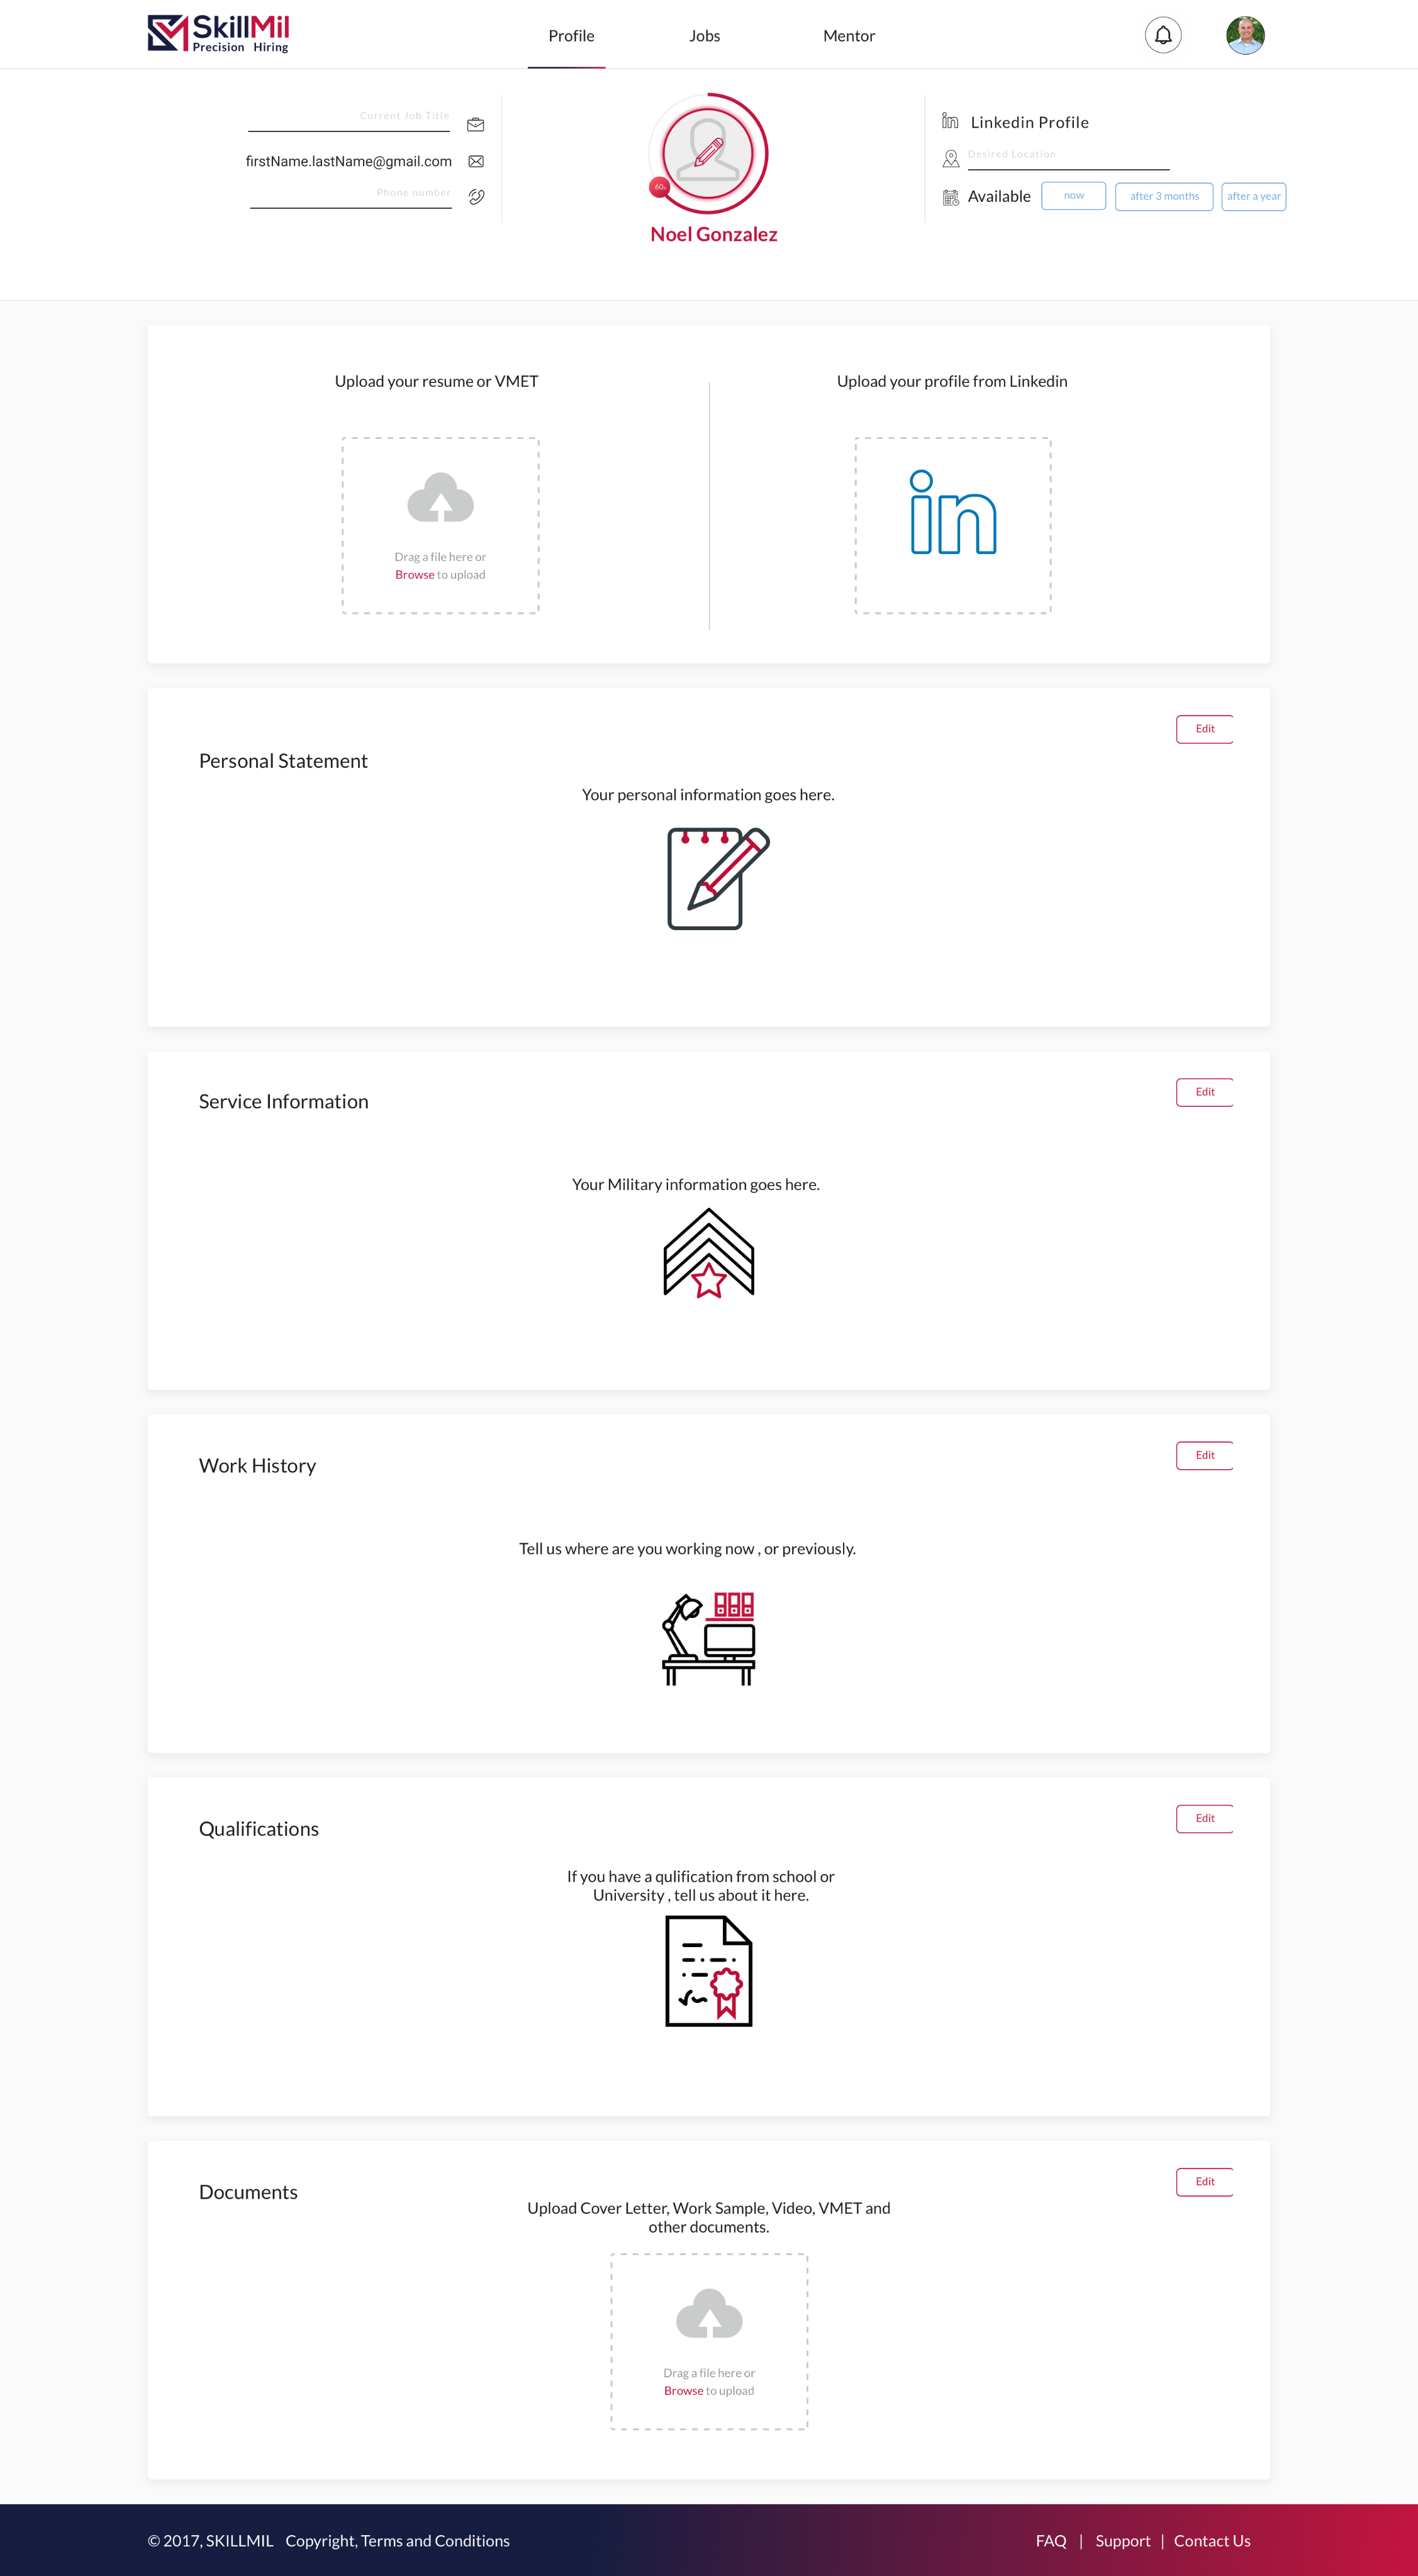 SkillMil
Precision Hiring
Profile
Jobs
Mentor
Current Job Title
firstName.lastName@gmail.com
Phone number
60%
Noel Gonzalez
in Linkedin Profile
Desired Location
Available
now
after 3 months
after a year
Upload your resume or VMET
Drag a file here or
Browse to upload
Upload your profile from Linkedin
in
Edit
Personal Statement
Your personal information goes here.
Edit
Service Information
Your Military information goes here.
Edit
Work History
Tell us where are you working now , or previously.
Edit
Qualifications
If you have a qulification from school or
University , tell us about it here.
Edit
Documents
Upload Cover Letter, Work Sample, Video, VMET and
other documents.
Drag a file here or
Browse to upload
© 2017, SKILLMIL Copyright, Terms and Conditions
FAQ | Support | Contact Us